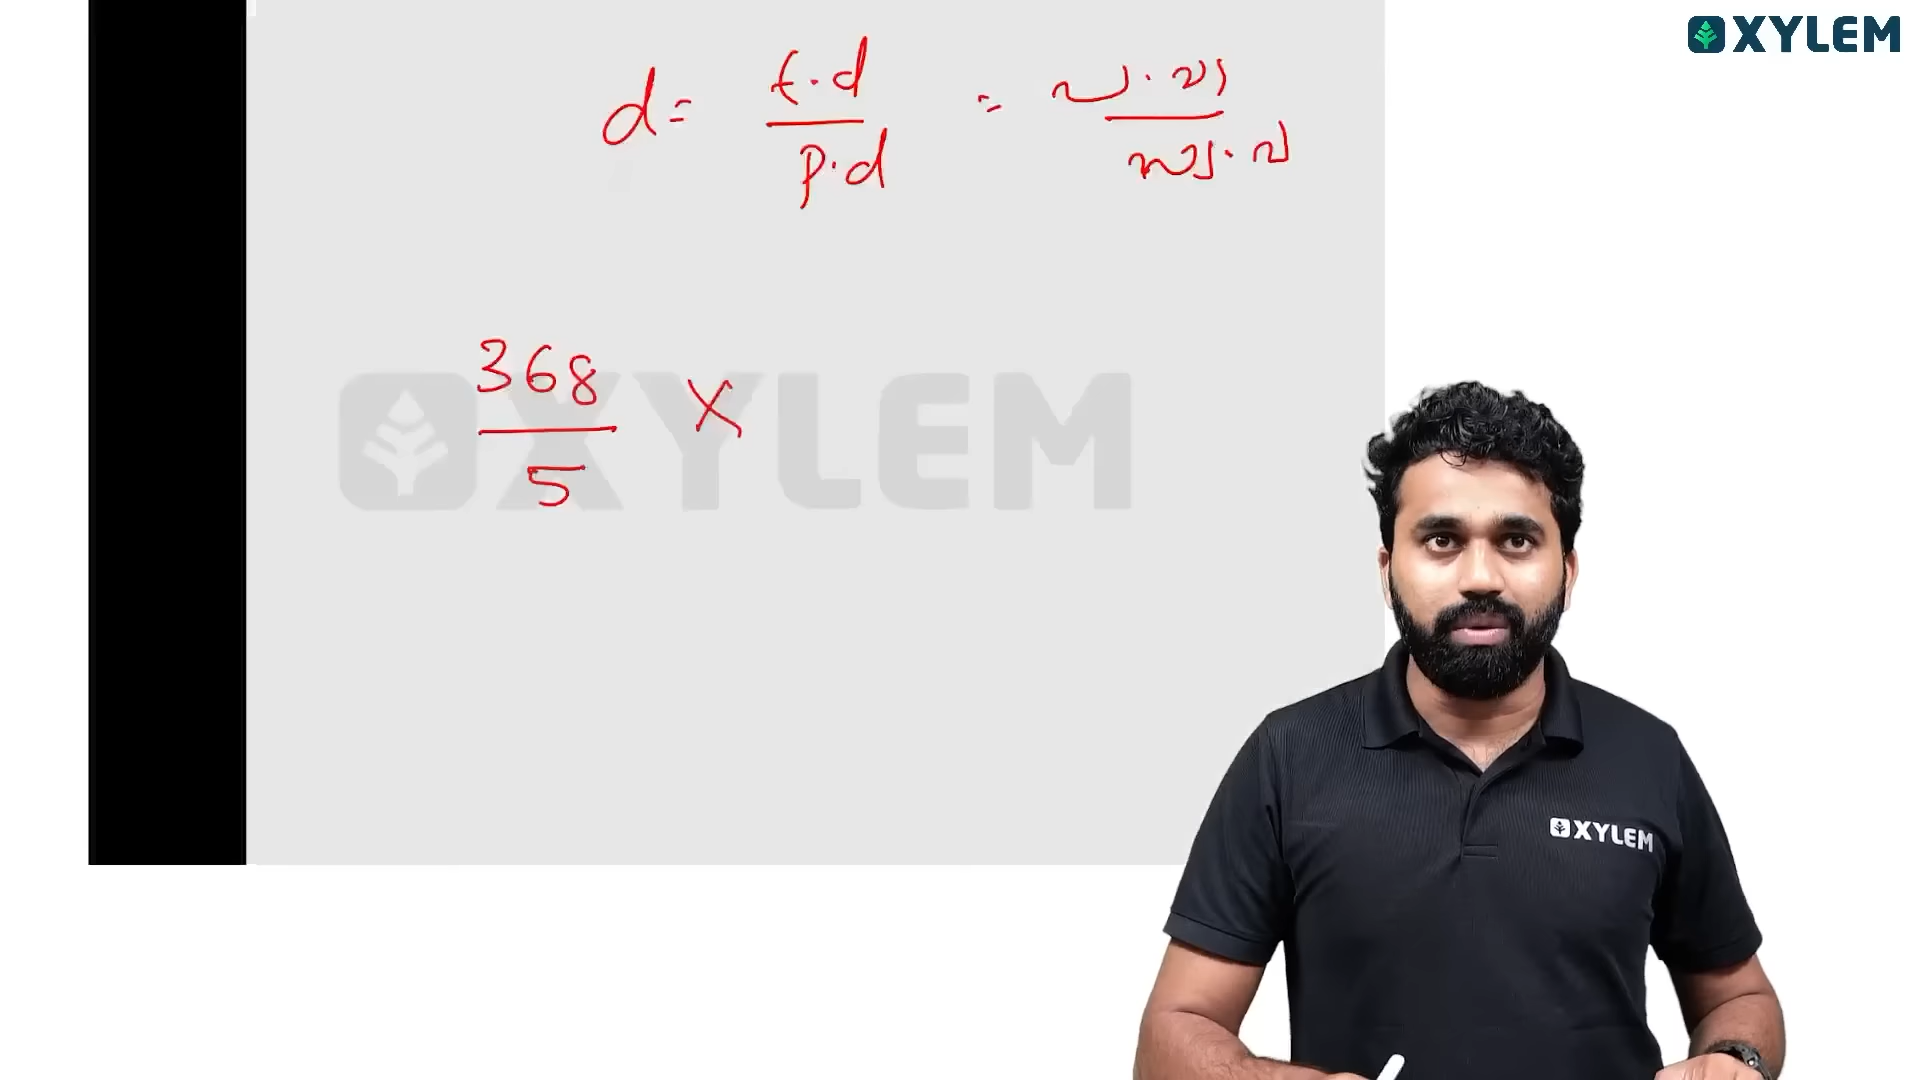 XYLEM
d = t.d / p.d = പ.വ്യ / സ്ഥ.വ
368 / 5 X
XYLEM
XYLEM